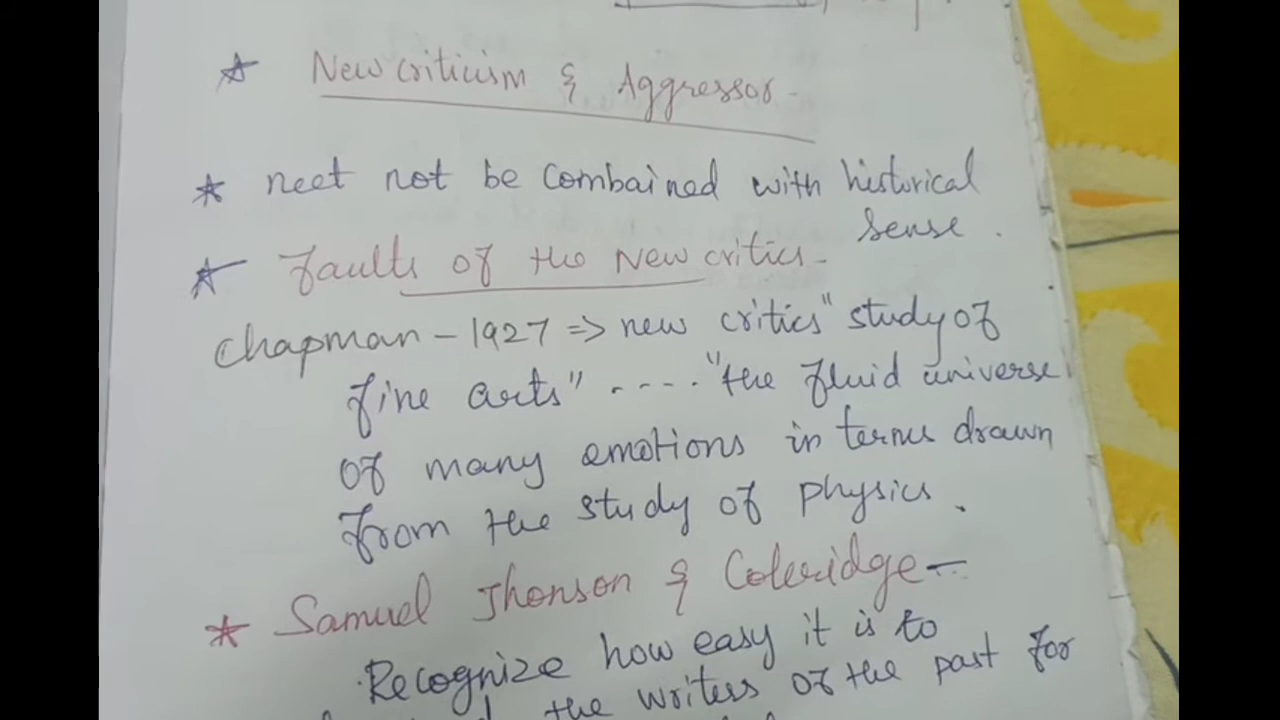 * New criticism & Aggressor -
* neet not be combained with historical
sense.
* Faults of the New critics -
Chapman - 1927 => new critics "study of
fine arts" ---- "the fluid universe
of many emotions in terms drawn
from the study of physics.
* Samuel Jhonson & Coleridge -
Recognize how easy it is to
the writers of the past for